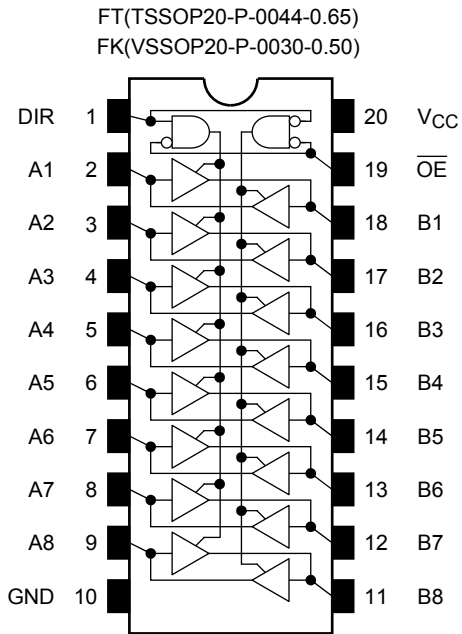 FT(TSSOP20-P-0044-0.65)
FK(VSSOP20-P-0030-0.50)
DIR 1 20 VCC
A1 2 19 OE
A2 3 18 B1
A3 4 17 B2
A4 5 16 B3
A5 6 15 B4
A6 7 14 B5
A7 8 13 B6
A8 9 12 B7
GND 10 11 B8